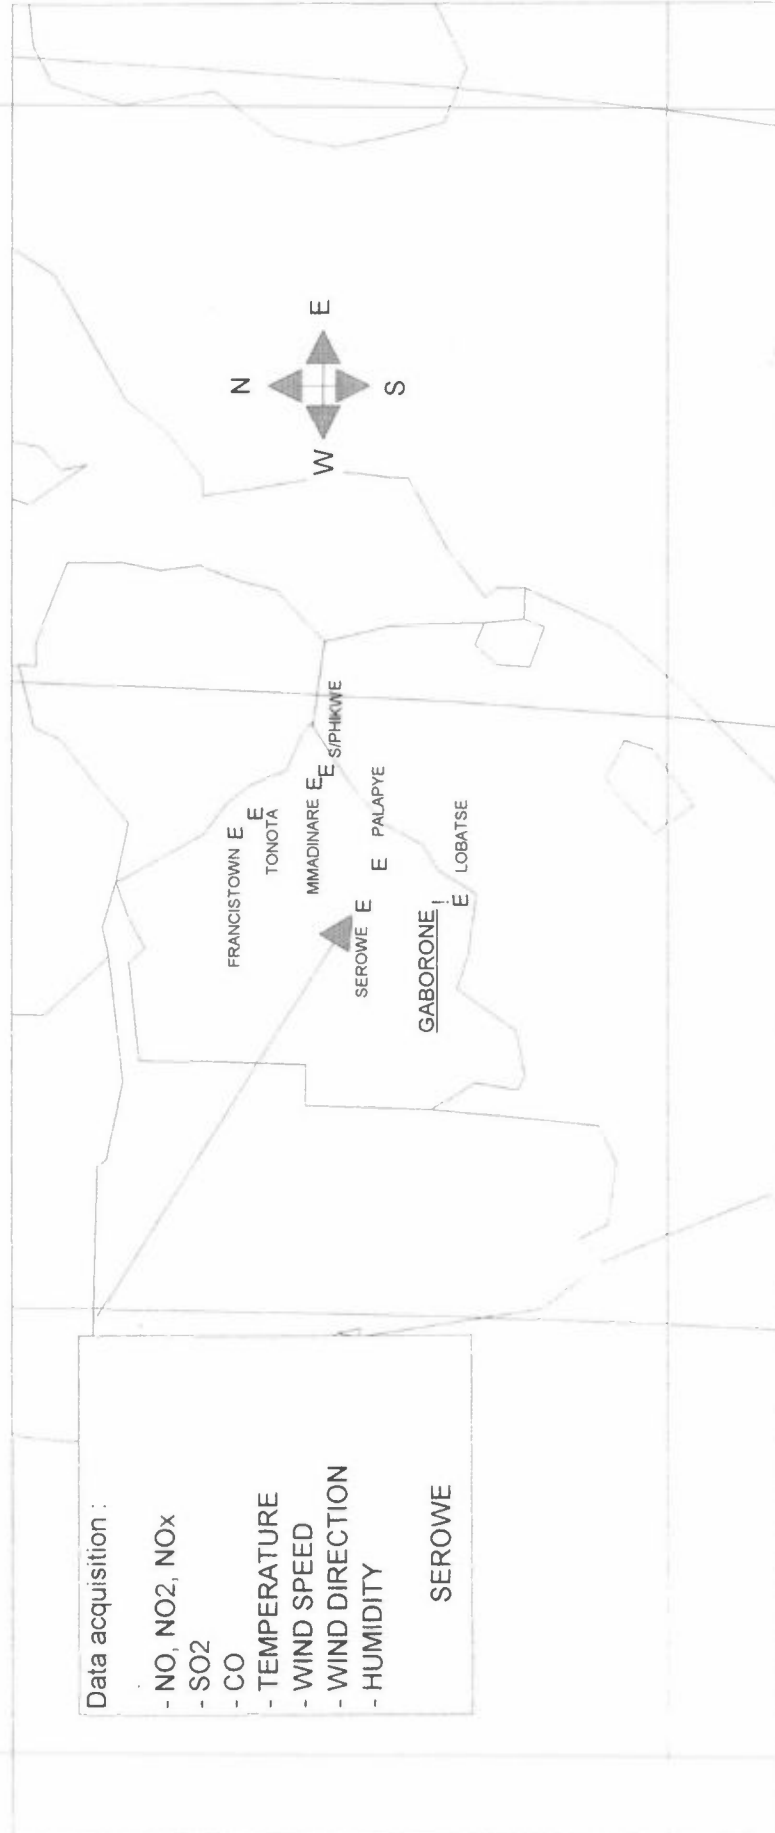 Data acquisition :
- NO, NO2, NOx
- SO2
- CO
- TEMPERATURE
- WIND SPEED
- WIND DIRECTION
- HUMIDITY
SEROWE
N
W
E
S
FRANCISTOWN E
E
TONOTA
MMADINARE E
E S/PHIKWE
SEROWE E
E PALAPYE
GABORONE !
E LOBATSE